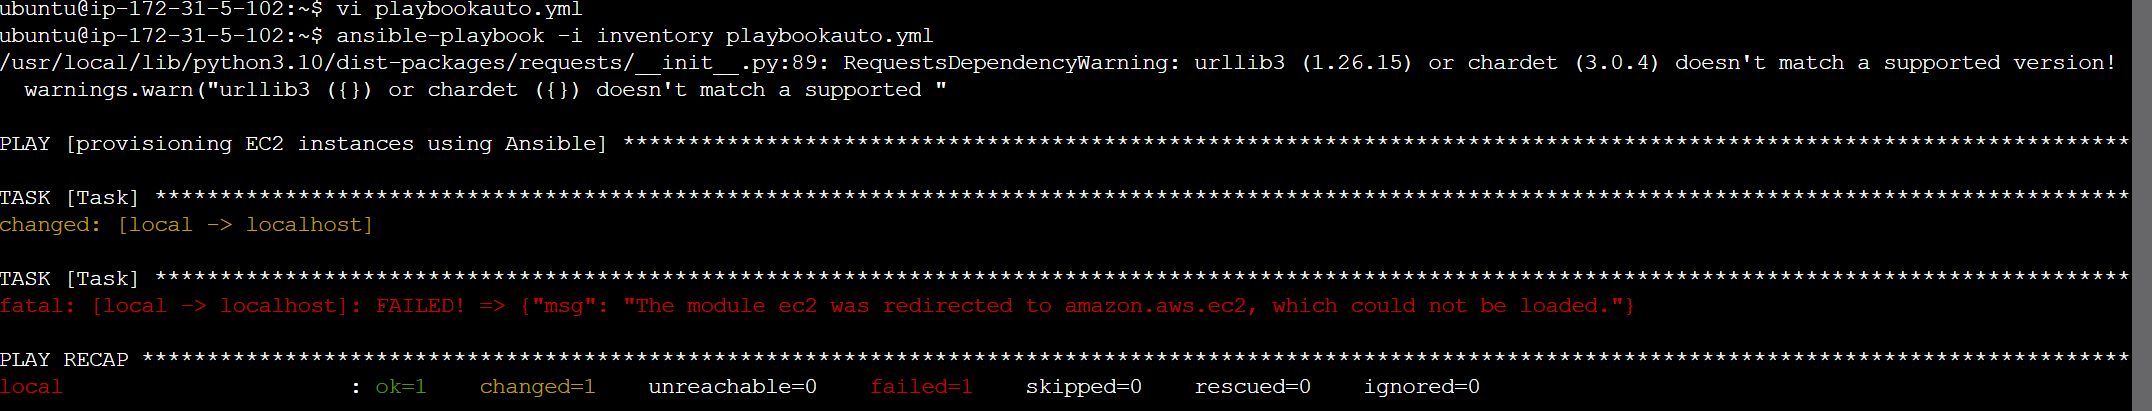 ubuntu@ip-172-31-5-102:~$ vi playbookauto.yml
ubuntu@ip-172-31-5-102:~$ ansible-playbook -i inventory playbookauto.yml
/usr/local/lib/python3.10/dist-packages/requests/__init__.py:89: RequestsDependencyWarning: urllib3 (1.26.15) or chardet (3.0.4) doesn't match a supported version!
  warnings.warn("urllib3 ({}) or chardet ({}) doesn't match a supported "
PLAY [provisioning EC2 instances using Ansible] *******************************************************************************************************************
TASK [Task] *******************************************************************************************************************************************************
changed: [local -> localhost]
TASK [Task] *******************************************************************************************************************************************************
fatal: [local -> localhost]: FAILED! => {"msg": "The module ec2 was redirected to amazon.aws.ec2, which could not be loaded."}
PLAY RECAP ********************************************************************************************************************************************************
local                      : ok=1    changed=1    unreachable=0    failed=1    skipped=0    rescued=0    ignored=0